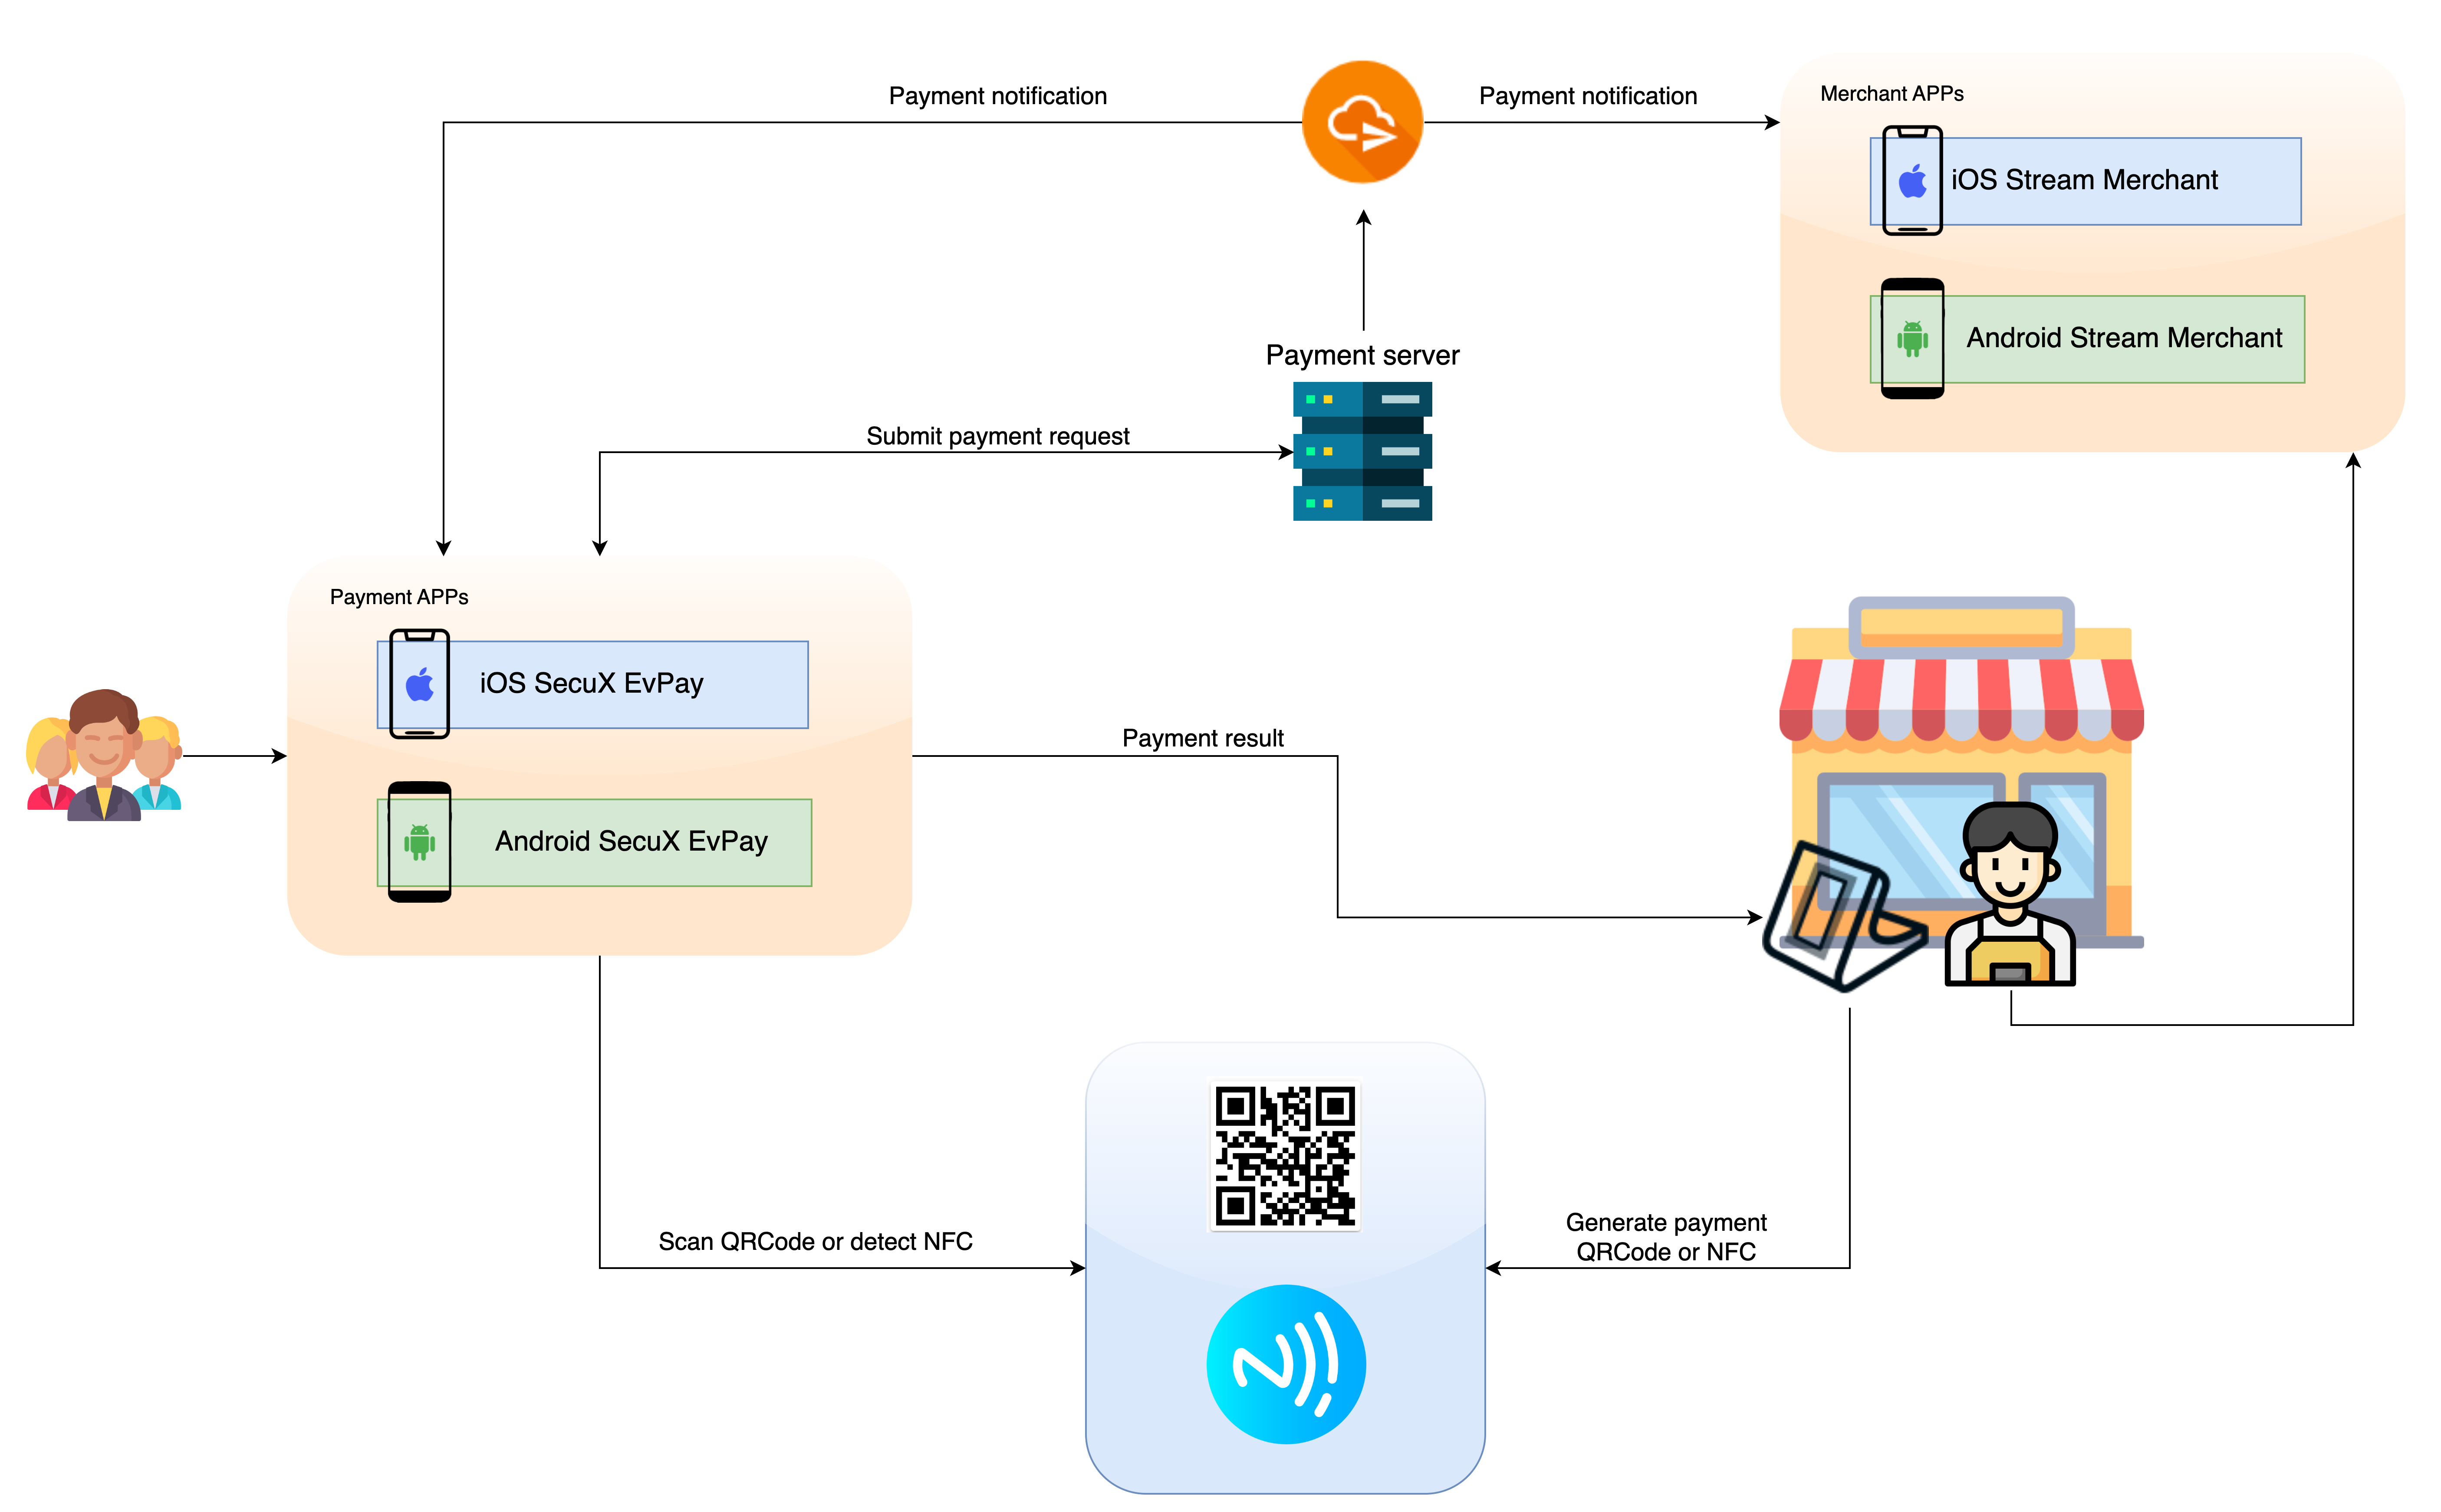 Payment notification
Payment notification
Merchant APPs
iOS Stream Merchant
Android Stream Merchant
Payment server
Submit payment request
Payment APPs
iOS SecuX EvPay
Android SecuX EvPay
Payment result
Scan QRCode or detect NFC
Generate payment
QRCode or NFC